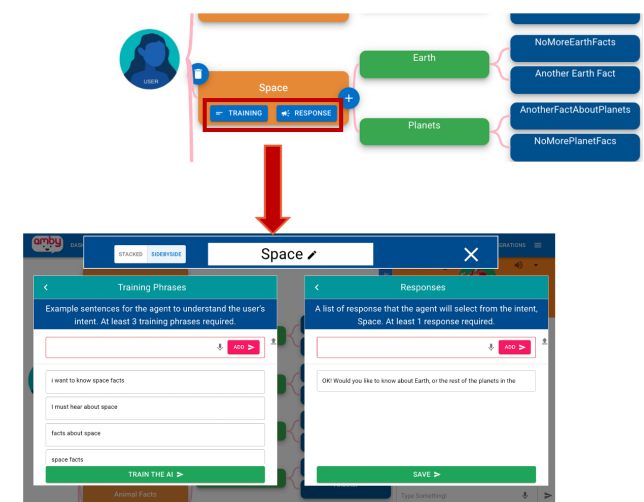 USER
Space
TRAINING
RESPONSE
Earth
NoMoreEarthFacts
Another Earth Fact
Planets
AnotherFactAboutPlanets
NoMorePlanetFacs
amby
STACKED
SIDEBYSIDE
Space
Training Phrases
Example sentences for the agent to understand the user's
intent. At least 3 training phrases required.
ADD
i want to know space facts
I must hear about space
facts about space
space facts
TRAIN THE AI
Responses
A list of response that the agent will select from the intent,
Space. At least 1 response required.
ADD
OK! Would you like to know about Earth, or the rest of the planets in the
SAVE
Animal Facts
Type Something!